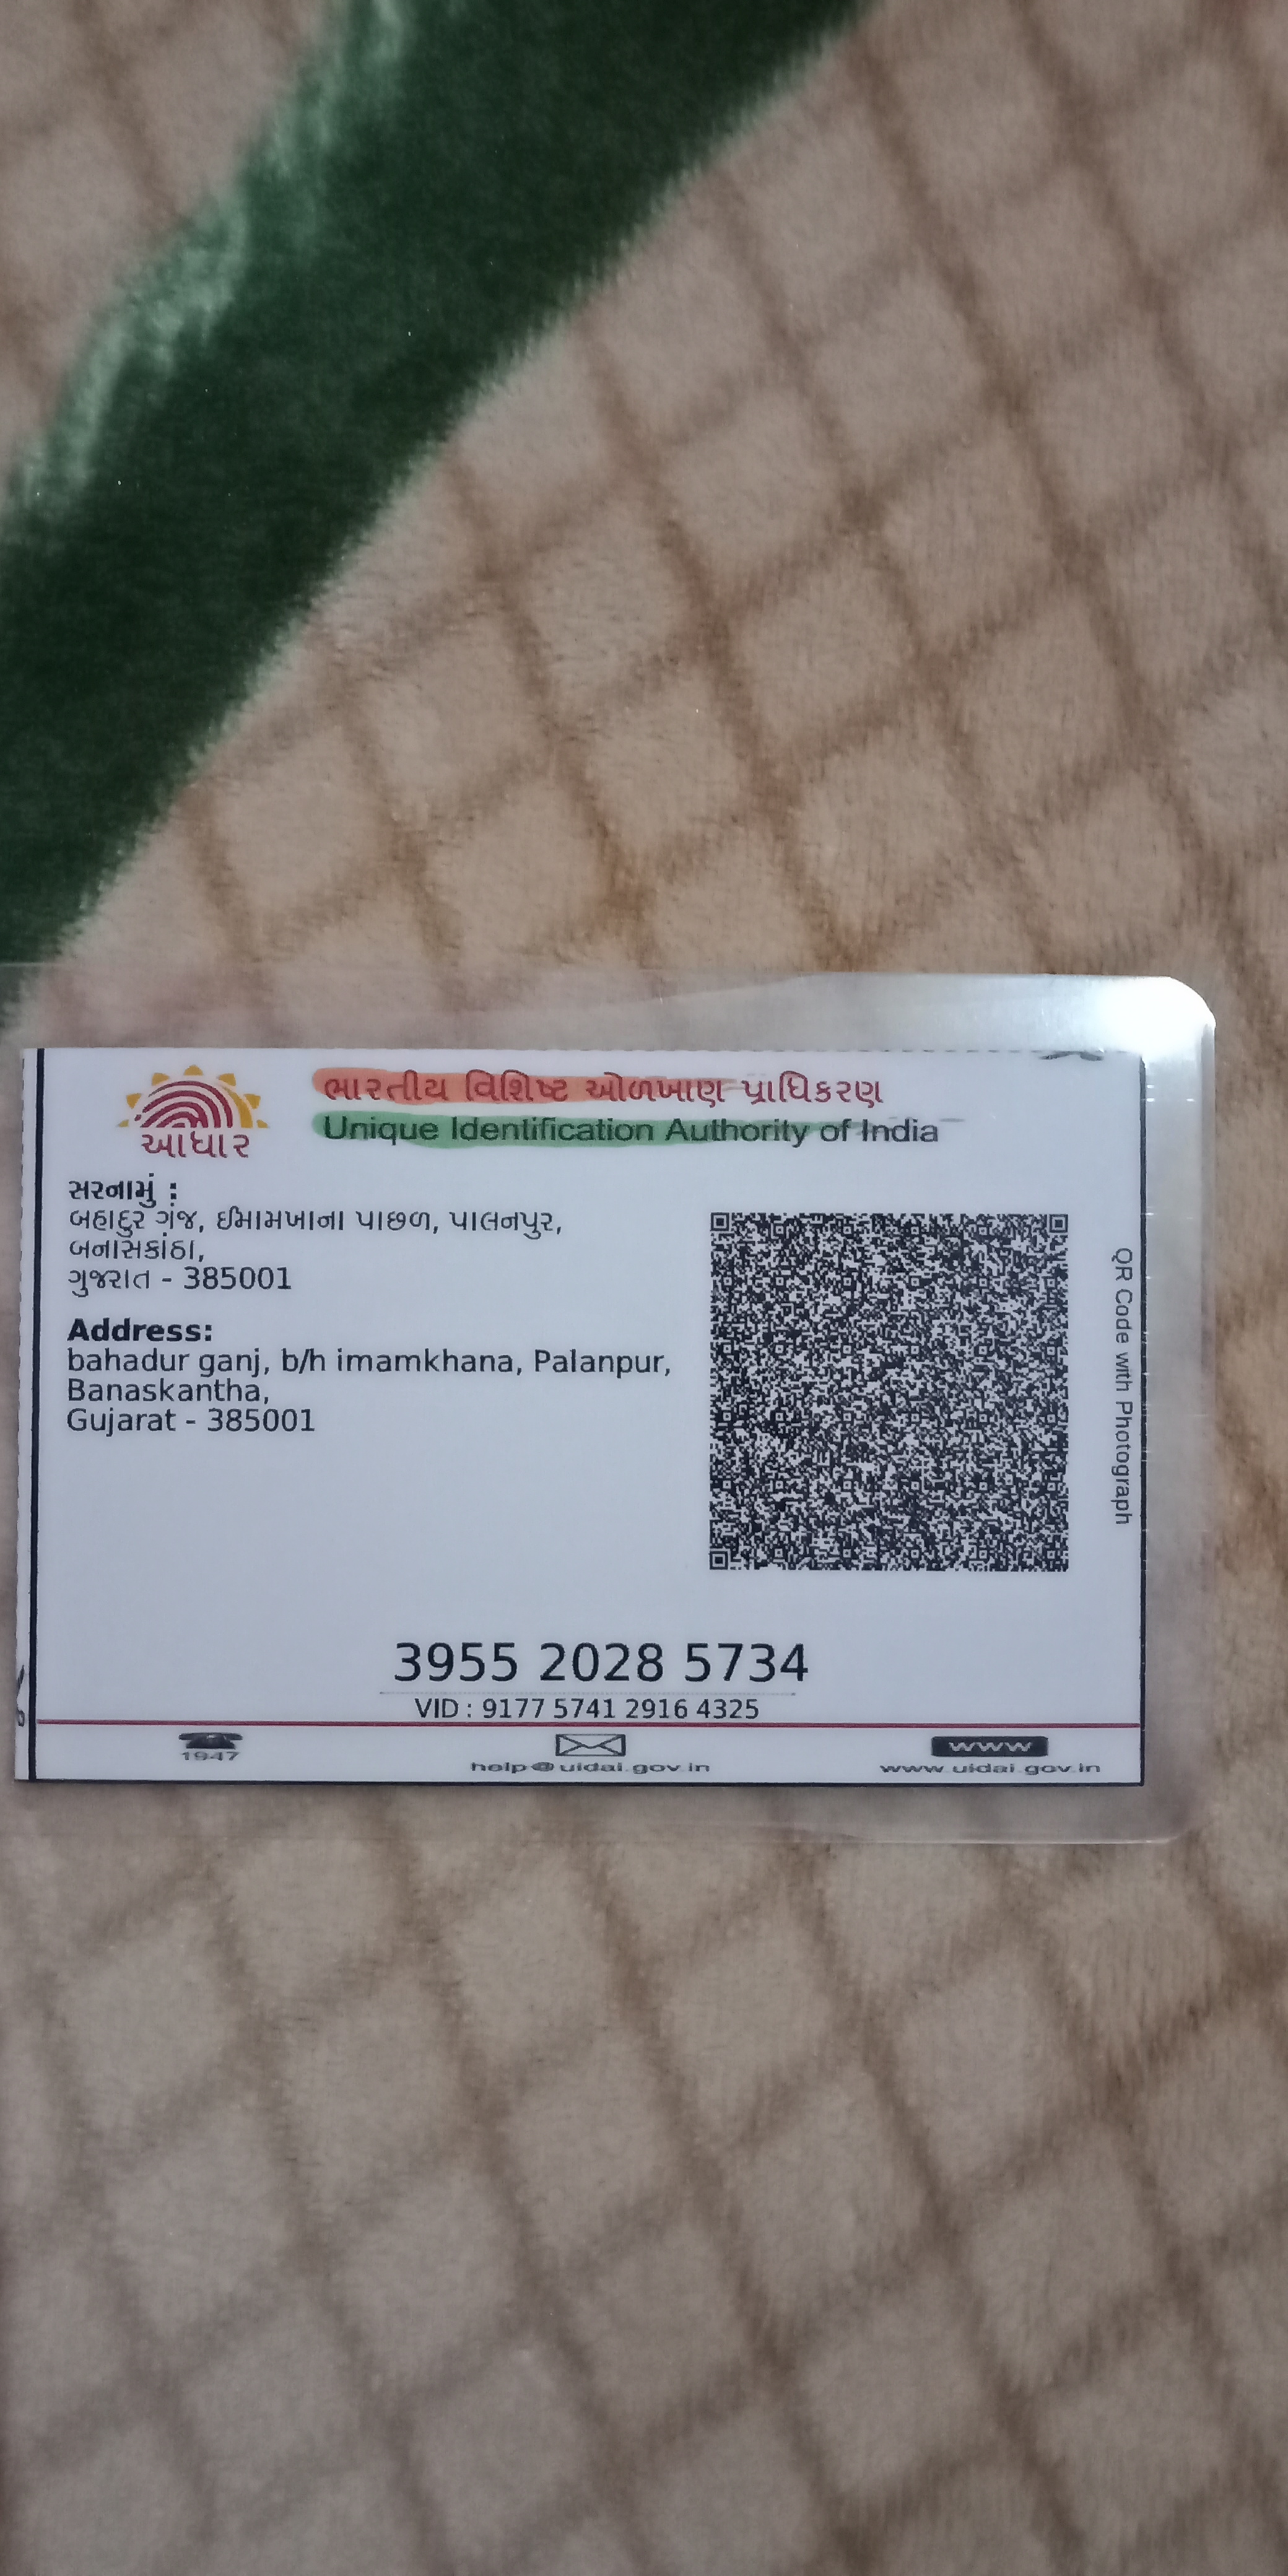 આધાર
ભારતીય વિશિષ્ટ ઓળખાણ પ્રાધિકરણ
Unique Identification Authority of India
સરનામું :
બહાદુર ગંજ, ઈમામખાના પાછળ, પાલનપુર,
બનાસકાંઠા,
ગુજરાત - 385001
Address:
bahadur ganj, b/h imamkhana, Palanpur,
Banaskantha,
Gujarat - 385001
QR Code with Photograph
3955 2028 5734
VID : 9177 5741 2916 4325
1947
help@uidai.gov.in
www
www.uidai.gov.in